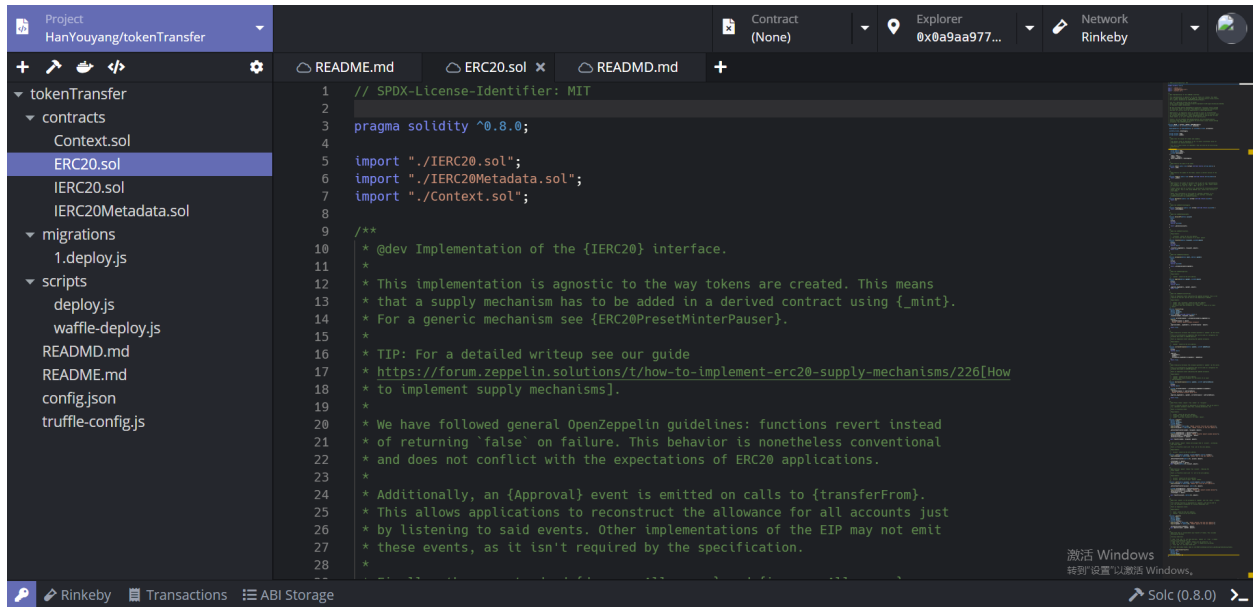 Project
HanYouyang/tokenTransfer
Contract
(None)
Explorer
0x0a9aa977...
Network
Rinkeby
README.md
ERC20.sol
READMD.md
tokenTransfer
contracts
Context.sol
ERC20.sol
IERC20.sol
IERC20Metadata.sol
migrations
1.deploy.js
scripts
deploy.js
waffle-deploy.js
READMD.md
README.md
config.json
truffle-config.js
1 // SPDX-License-Identifier: MIT
2
3 pragma solidity ^0.8.0;
4
5 import "./IERC20.sol";
6 import "./IERC20Metadata.sol";
7 import "./Context.sol";
8
9 /**
10 * @dev Implementation of the {IERC20} interface.
11 *
12 * This implementation is agnostic to the way tokens are created. This means
13 * that a supply mechanism has to be added in a derived contract using {_mint}.
14 * For a generic mechanism see {ERC20PresetMinterPauser}.
15 *
16 * TIP: For a detailed writeup see our guide
17 * https://forum.zeppelin.solutions/t/how-to-implement-erc20-supply-mechanisms/226[How
18 * to implement supply mechanisms].
19 *
20 * We have followed general OpenZeppelin guidelines: functions revert instead
21 * of returning `false` on failure. This behavior is nonetheless conventional
22 * and does not conflict with the expectations of ERC20 applications.
23 *
24 * Additionally, an {Approval} event is emitted on calls to {transferFrom}.
25 * This allows applications to reconstruct the allowance for all accounts just
26 * by listening to said events. Other implementations of the EIP may not emit
27 * these events, as it isn't required by the specification.
28 *
激活 Windows
转到"设置"以激活 Windows。
Rinkeby
Transactions
ABI Storage
Solc (0.8.0)